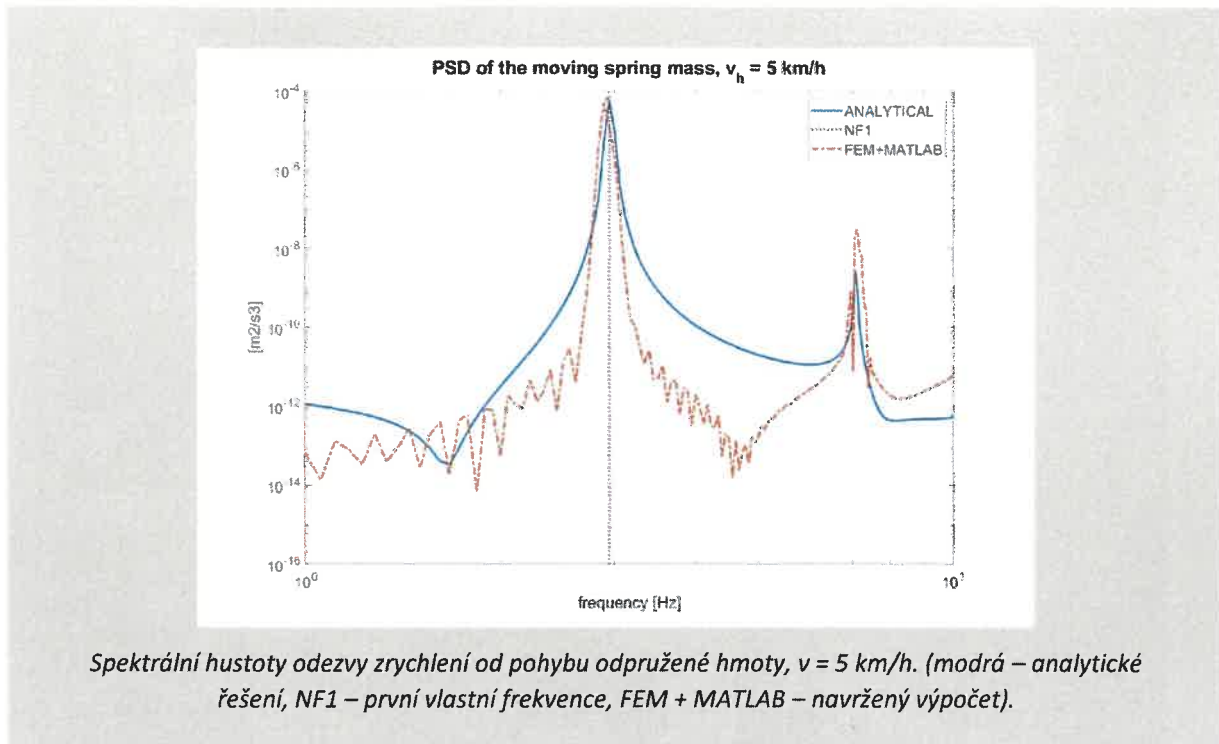 PSD of the moving spring mass, v_h = 5 km/h
10^-4
ANALYTICAL
NF1
FEM+MATLAB
10^-6
10^-8
10^-10
[m2/s3]
10^-12
10^-14
10^-16
10^0
10^1
frequency [Hz]
Spektrální hustoty odezvy zrychlení od pohybu odpružené hmoty, v = 5 km/h. (modrá – analytické
řešení, NF1 – první vlastní frekvence, FEM + MATLAB – navržený výpočet).